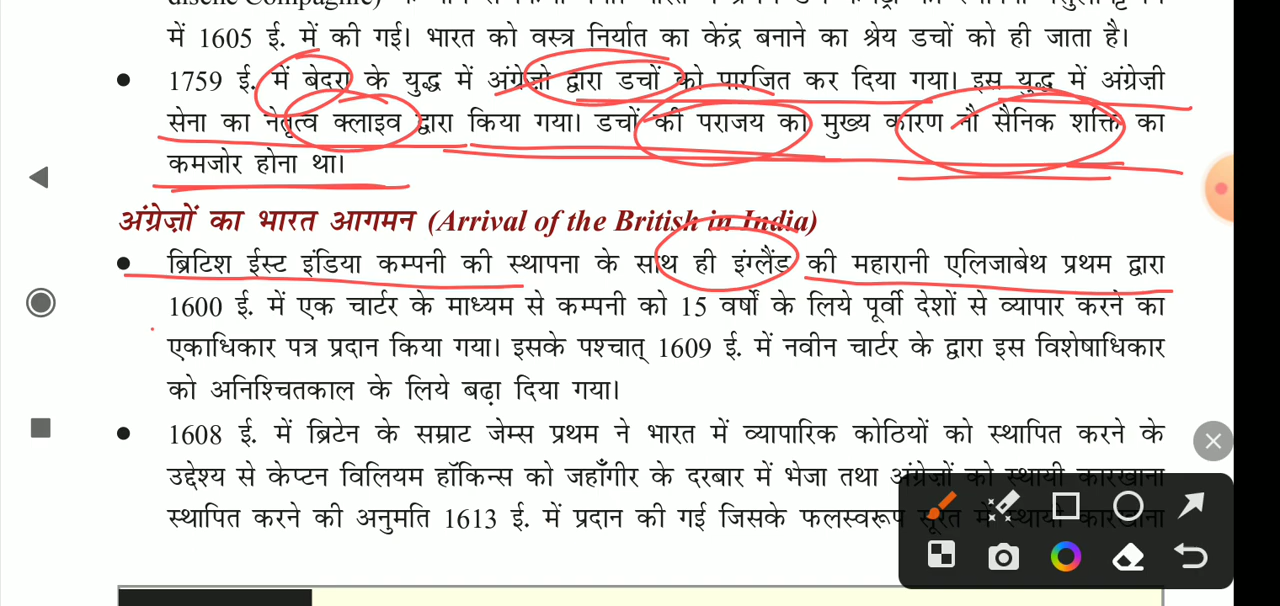 में 1605 ई. में की गई। भारत को वस्त्र निर्यात का केंद्र बनाने का श्रेय डचों को ही जाता है।
● 1759 ई. में बेदरा के युद्ध में अंग्रेज़ो द्वारा डचों को पारजित कर दिया गया। इस युद्ध में अंग्रेज़ी
सेना का नेतृत्व क्लाइव द्वारा किया गया। डचों की पराजय का मुख्य कारण नौ सैनिक शक्ति का
कमजोर होना था।
अंग्रेज़ों का भारत आगमन (Arrival of the British in India)
● ब्रिटिश ईस्ट इंडिया कम्पनी की स्थापना के साथ ही इंग्लैंड की महारानी एलिजाबेथ प्रथम द्वारा
1600 ई. में एक चार्टर के माध्यम से कम्पनी को 15 वर्षों के लिये पूर्वी देशों से व्यापार करने का
एकाधिकार पत्र प्रदान किया गया। इसके पश्चात् 1609 ई. में नवीन चार्टर के द्वारा इस विशेषाधिकार
को अनिश्चितकाल के लिये बढ़ा दिया गया।
● 1608 ई. में ब्रिटेन के सम्राट जेम्स प्रथम ने भारत में व्यापारिक कोठियों को स्थापित करने के
उद्देश्य से केप्टन विलियम हॉकिन्स को जहाँगीर के दरबार में भेजा तथा अंग्रेज़ों को स्थायी कारखाना
स्थापित करने की अनुमति 1613 ई. में प्रदान की गई जिसके फलस्वरूप सूरत में स्थायी कारखाना